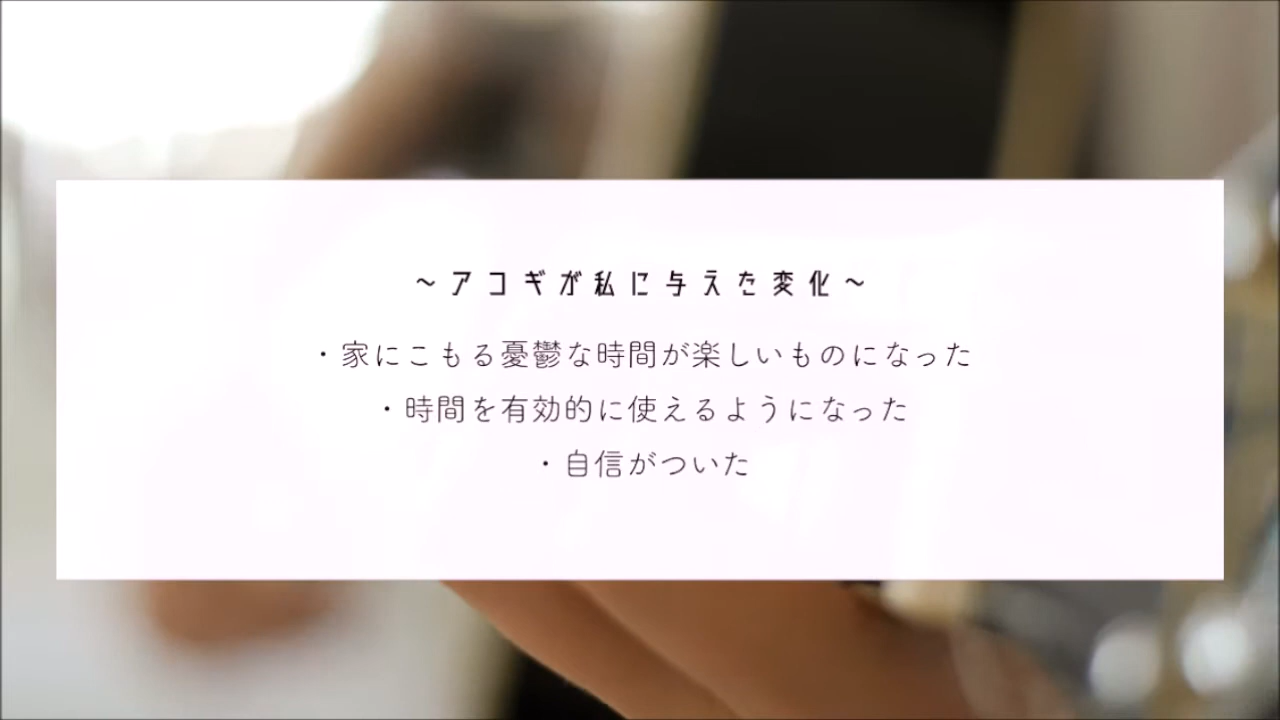 ～アコギが私に与えた変化～
・家にこもる憂鬱な時間が楽しいものになった
・時間を有効的に使えるようになった
・自信がついた